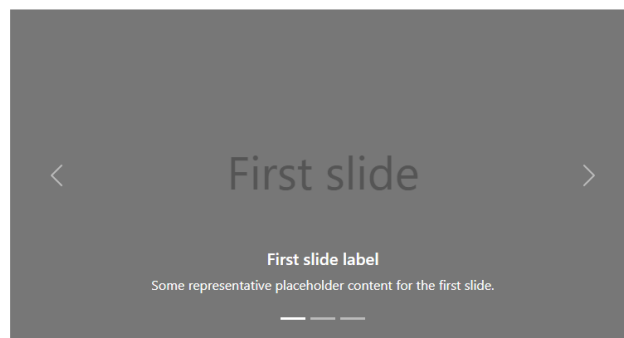 First slide
First slide label
Some representative placeholder content for the first slide.